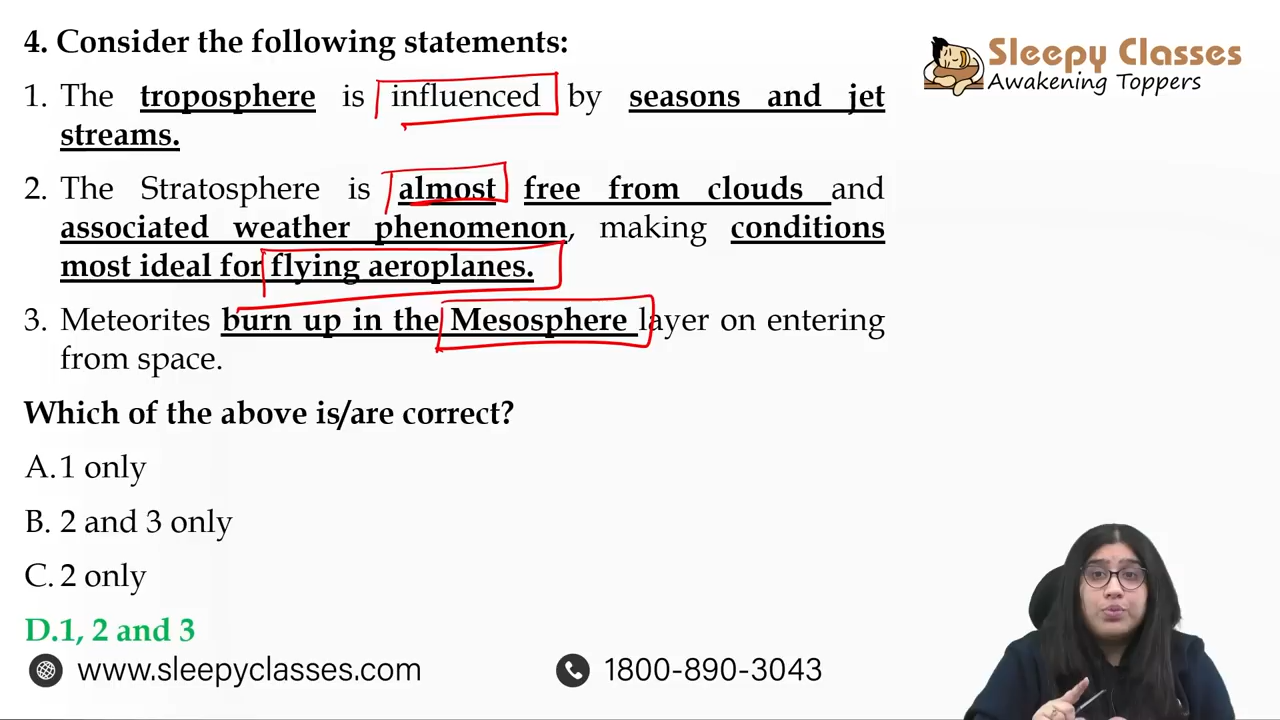 4. Consider the following statements:
Sleepy Classes
Awakening Toppers
1. The troposphere is influenced by seasons and jet
streams.
2. The Stratosphere is almost free from clouds and
associated weather phenomenon, making conditions
most ideal for flying aeroplanes.
3. Meteorites burn up in the Mesosphere layer on entering
from space.
Which of the above is/are correct?
A.1 only
B. 2 and 3 only
C.2 only
D.1, 2 and 3
www.sleepyclasses.com
1800-890-3043